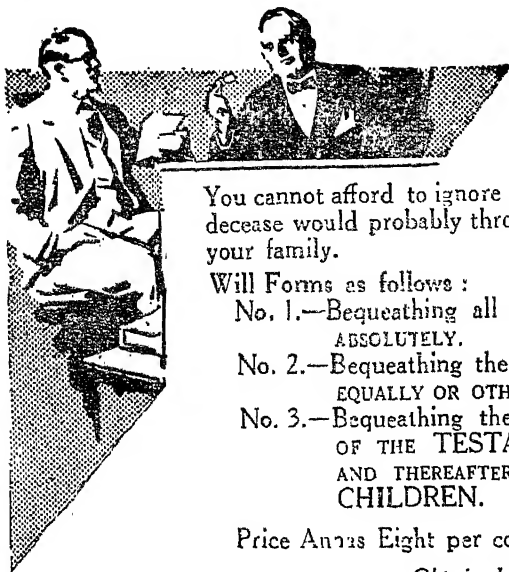 You cannot afford to ignore
decease would probably thro
your family.
Will Forms as follows :
No. 1.—Bequeathing all
ABSOLUTELY.
No. 2.—Bequeathing the
EQUALLY OR OTH
No. 3.—Bequeathing the
OF THE TESTA
AND THEREAFTER
CHILDREN.
Price Annas Eight per co